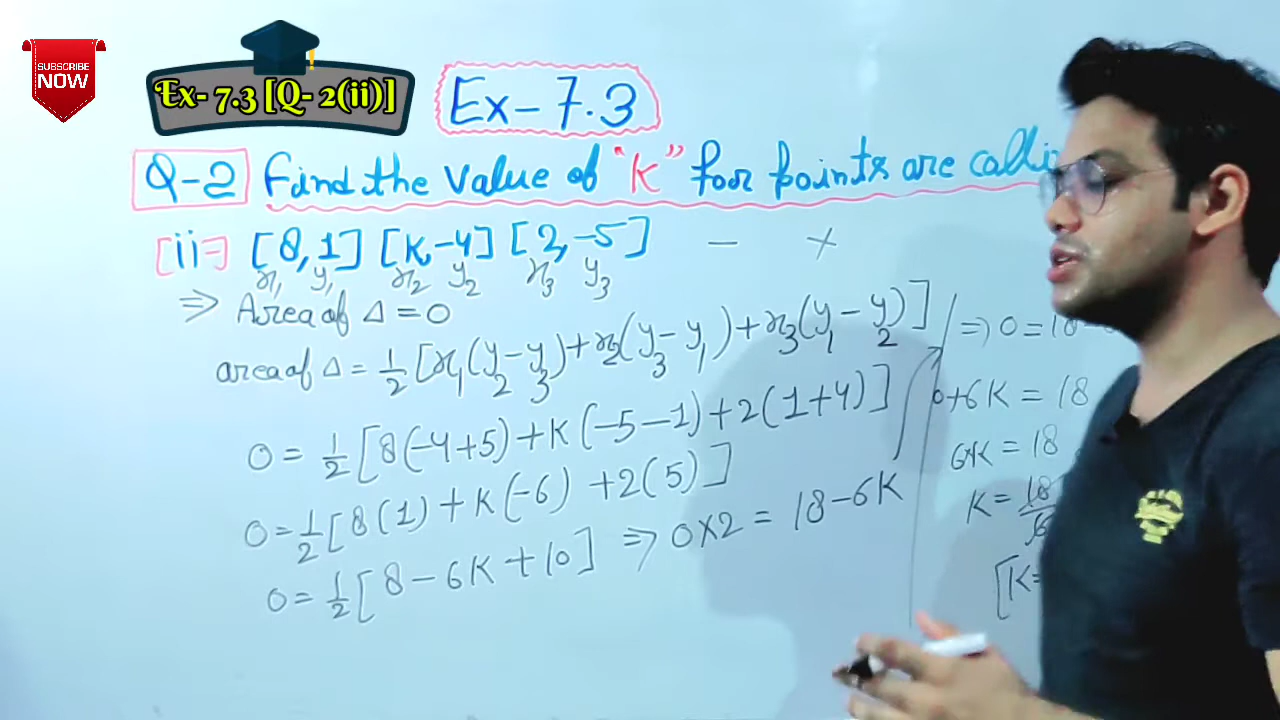 SUBSCRIBE
NOW
Ex- 7.3 [Q- 2(ii)]
Ex-7.3
Q-2 Find the value of "K" for points are
[ii] [8,1] [K,-4] [2,-5] - +
x₁ y₁ x₂ y₂ x₃ y₃
⇒ Area of Δ = 0
area of Δ = 1/2 [x₁(y₂-y₃)+x₂(y₃-y₁)+x₃(y₁-y₂)]
0 = 1/2 [8(-4+5)+K(-5-1)+2(1+4)]
0 = 1/2 [8(1)+K(-6)+2(5)]
0 = 1/2 [8-6K+10] ⇒ 0×2 = 18-6K
⇒ 0 = 18-
0+6K = 18
6K = 18
K = 18/6
[K=